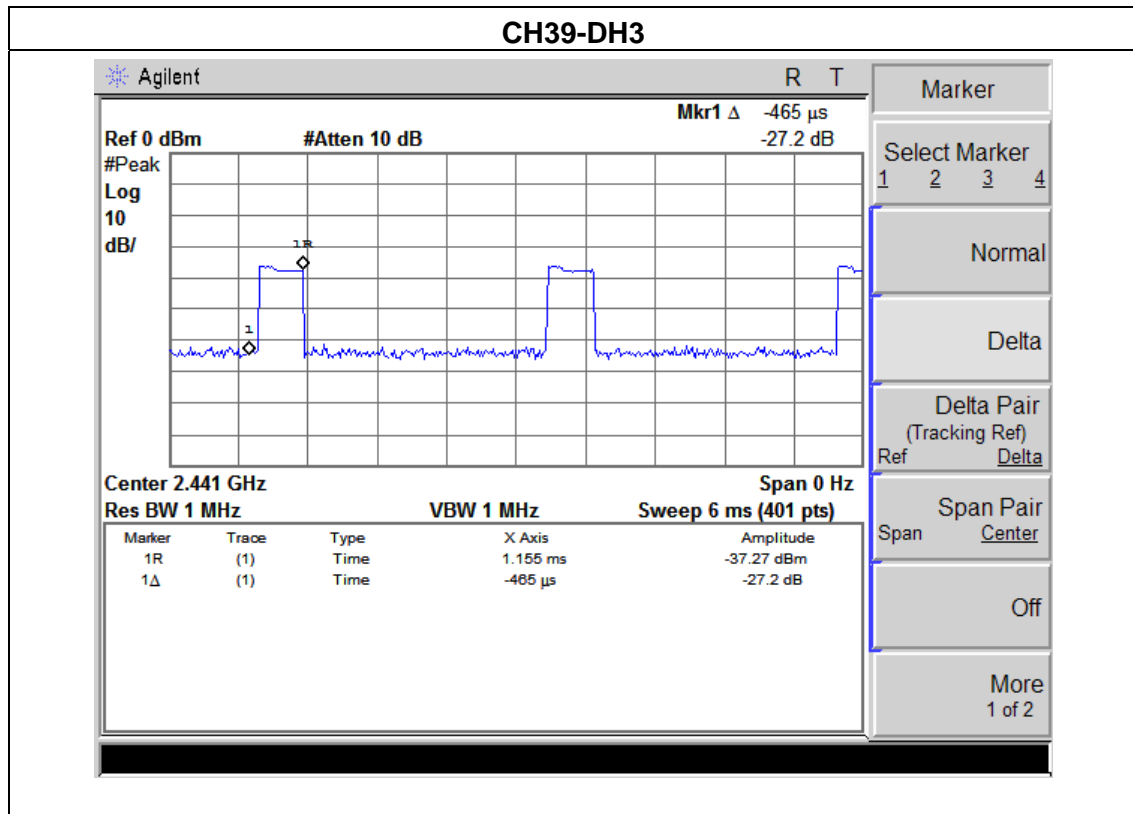 CH39-DH3
Agilent R T
Mkr1 Δ -465 µs
Ref 0 dBm #Atten 10 dB -27.2 dB
#Peak
Log
10
dB/
1R
1
Center 2.441 GHz Span 0 Hz
Res BW 1 MHz VBW 1 MHz Sweep 6 ms (401 pts)
Marker Trace Type X Axis Amplitude
1R (1) Time 1.155 ms -37.27 dBm
1Δ (1) Time -465 µs -27.2 dB
Marker
Select Marker
1 2 3 4
Normal
Delta
Delta Pair
(Tracking Ref)
Ref Delta
Span Pair
Span Center
Off
More
1 of 2